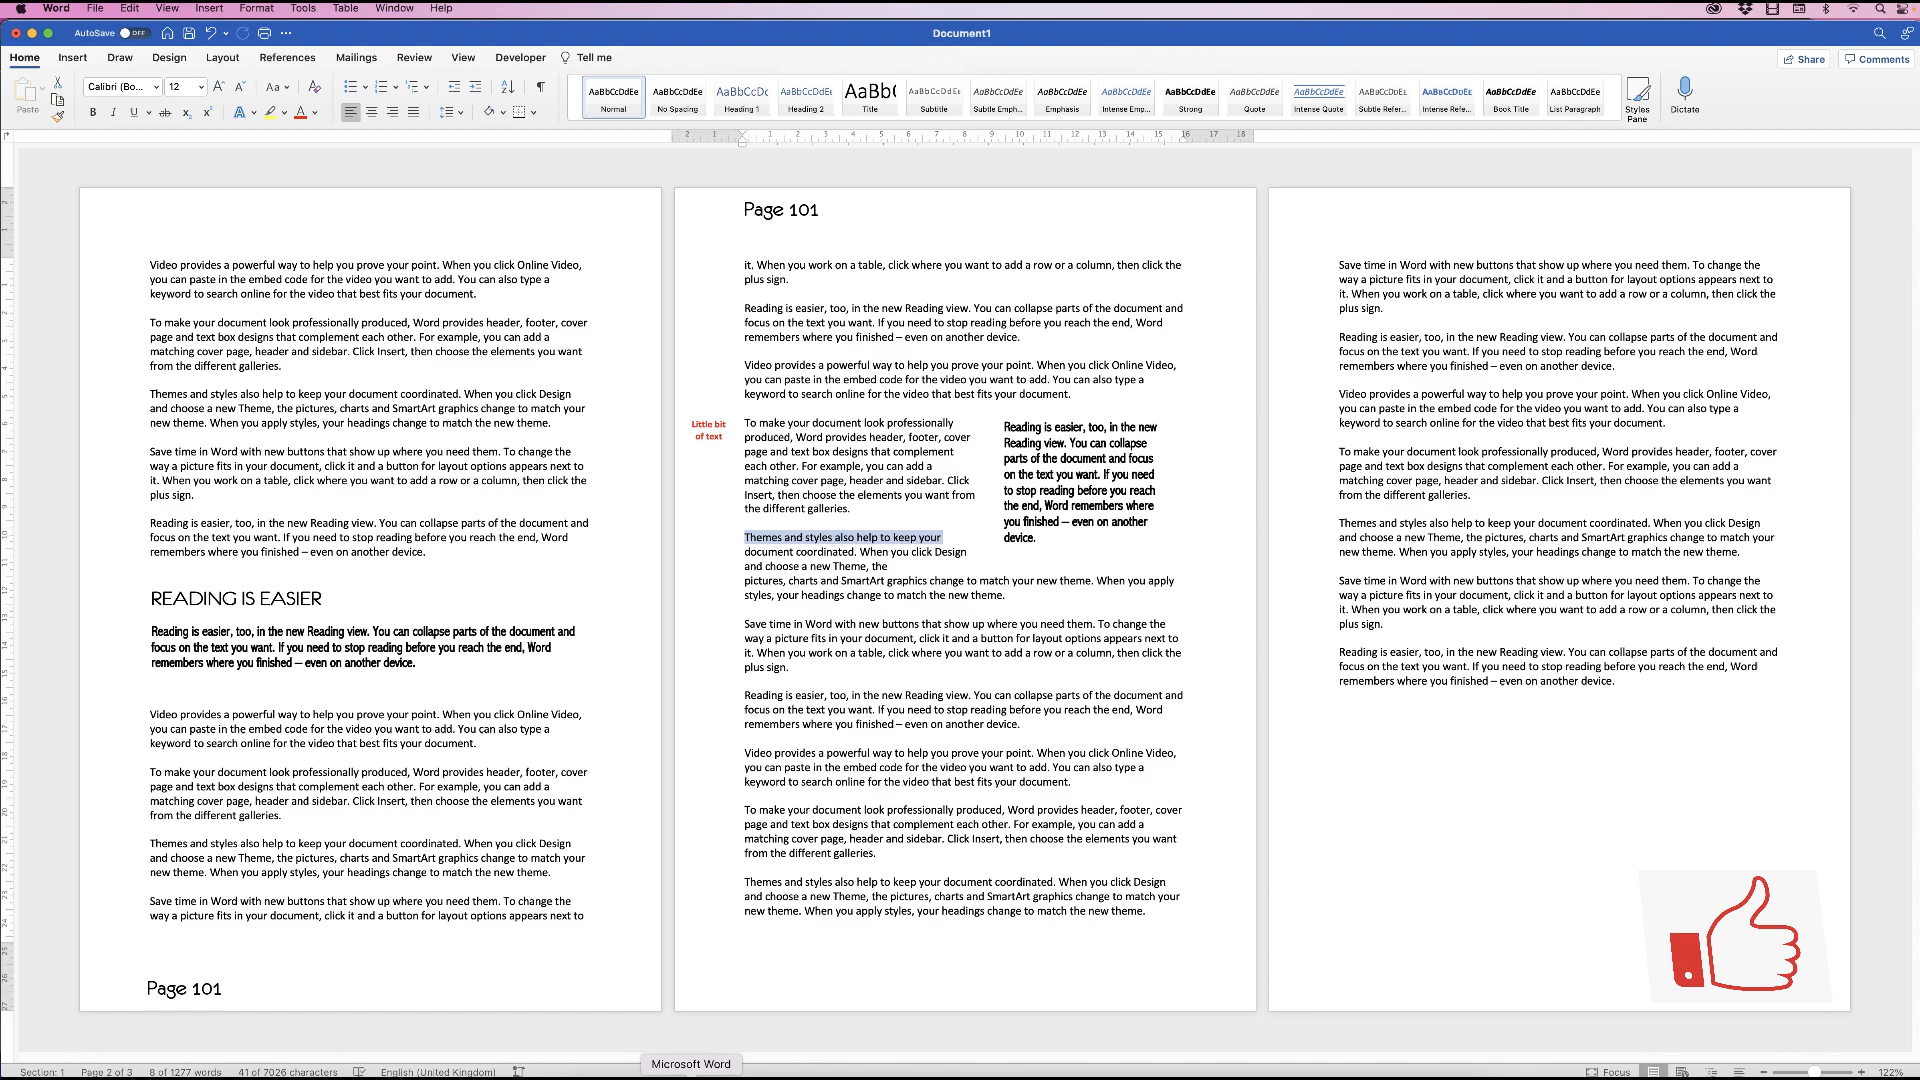 Word File Edit View Insert Format Tools Table Window Help
AutoSave OFF
Document1
Home Insert Draw Design Layout References Mailings Review View Developer Tell me
Share Comments
Paste
Calibri (Bo... 12
AaBbCcDdEe AaBbCcDdEe AaBbCcDc AaBbCcDdEe AaBb( AaBbCcDdEe AaBbCcDdEe AaBbCcDdEe AaBbCcDdEe AaBbCcDdEe AaBbCcDdEe AaBbCcDdEe AaBbCcDdEe AaBbCcDdEe AaBbCcDdEe AaBbCcDdEe
Normal No Spacing Heading 1 Heading 2 Title Subtitle Subtle Emph... Emphasis Intense Emp... Strong Quote Intense Quote Subtle Refer... Intense Refe... Book Title List Paragraph
Styles Pane
Dictate
2 1 1 2 3 4 5 6 7 8 9 10 11 12 13 14 15 16 17 18
Video provides a powerful way to help you prove your point. When you click Online Video,
you can paste in the embed code for the video you want to add. You can also type a
keyword to search online for the video that best fits your document.
To make your document look professionally produced, Word provides header, footer, cover
page and text box designs that complement each other. For example, you can add a
matching cover page, header and sidebar. Click Insert, then choose the elements you want
from the different galleries.
Themes and styles also help to keep your document coordinated. When you click Design
and choose a new Theme, the pictures, charts and SmartArt graphics change to match your
new theme. When you apply styles, your headings change to match the new theme.
Save time in Word with new buttons that show up where you need them. To change the
way a picture fits in your document, click it and a button for layout options appears next to
it. When you work on a table, click where you want to add a row or a column, then click the
plus sign.
Reading is easier, too, in the new Reading view. You can collapse parts of the document and
focus on the text you want. If you need to stop reading before you reach the end, Word
remembers where you finished – even on another device.
READING IS EASIER
Reading is easier, too, in the new Reading view. You can collapse parts of the document and
focus on the text you want. If you need to stop reading before you reach the end, Word
remembers where you finished – even on another device.
Video provides a powerful way to help you prove your point. When you click Online Video,
you can paste in the embed code for the video you want to add. You can also type a
keyword to search online for the video that best fits your document.
To make your document look professionally produced, Word provides header, footer, cover
page and text box designs that complement each other. For example, you can add a
matching cover page, header and sidebar. Click Insert, then choose the elements you want
from the different galleries.
Themes and styles also help to keep your document coordinated. When you click Design
and choose a new Theme, the pictures, charts and SmartArt graphics change to match your
new theme. When you apply styles, your headings change to match the new theme.
Save time in Word with new buttons that show up where you need them. To change the
way a picture fits in your document, click it and a button for layout options appears next to
Page 101
Page 101
it. When you work on a table, click where you want to add a row or a column, then click the
plus sign.
Reading is easier, too, in the new Reading view. You can collapse parts of the document and
focus on the text you want. If you need to stop reading before you reach the end, Word
remembers where you finished – even on another device.
Video provides a powerful way to help you prove your point. When you click Online Video,
you can paste in the embed code for the video you want to add. You can also type a
keyword to search online for the video that best fits your document.
Little bit
of text
To make your document look professionally
produced, Word provides header, footer, cover
page and text box designs that complement
each other. For example, you can add a
matching cover page, header and sidebar. Click
Insert, then choose the elements you want from
the different galleries.
Reading is easier, too, in the new
Reading view. You can collapse
parts of the document and focus
on the text you want. If you need
to stop reading before you reach
the end, Word remembers where
you finished – even on another
device.
Themes and styles also help to keep your
document coordinated. When you click Design
and choose a new Theme, the
pictures, charts and SmartArt graphics change to match your new theme. When you apply
styles, your headings change to match the new theme.
Save time in Word with new buttons that show up where you need them. To change the
way a picture fits in your document, click it and a button for layout options appears next to
it. When you work on a table, click where you want to add a row or a column, then click the
plus sign.
Reading is easier, too, in the new Reading view. You can collapse parts of the document and
focus on the text you want. If you need to stop reading before you reach the end, Word
remembers where you finished – even on another device.
Video provides a powerful way to help you prove your point. When you click Online Video,
you can paste in the embed code for the video you want to add. You can also type a
keyword to search online for the video that best fits your document.
To make your document look professionally produced, Word provides header, footer, cover
page and text box designs that complement each other. For example, you can add a
matching cover page, header and sidebar. Click Insert, then choose the elements you want
from the different galleries.
Themes and styles also help to keep your document coordinated. When you click Design
and choose a new Theme, the pictures, charts and SmartArt graphics change to match your
new theme. When you apply styles, your headings change to match the new theme.
Save time in Word with new buttons that show up where you need them. To change the
way a picture fits in your document, click it and a button for layout options appears next to
it. When you work on a table, click where you want to add a row or a column, then click the
plus sign.
Reading is easier, too, in the new Reading view. You can collapse parts of the document and
focus on the text you want. If you need to stop reading before you reach the end, Word
remembers where you finished – even on another device.
Video provides a powerful way to help you prove your point. When you click Online Video,
you can paste in the embed code for the video you want to add. You can also type a
keyword to search online for the video that best fits your document.
To make your document look professionally produced, Word provides header, footer, cover
page and text box designs that complement each other. For example, you can add a
matching cover page, header and sidebar. Click Insert, then choose the elements you want
from the different galleries.
Themes and styles also help to keep your document coordinated. When you click Design
and choose a new Theme, the pictures, charts and SmartArt graphics change to match your
new theme. When you apply styles, your headings change to match the new theme.
Save time in Word with new buttons that show up where you need them. To change the
way a picture fits in your document, click it and a button for layout options appears next to
it. When you work on a table, click where you want to add a row or a column, then click the
plus sign.
Reading is easier, too, in the new Reading view. You can collapse parts of the document and
focus on the text you want. If you need to stop reading before you reach the end, Word
remembers where you finished – even on another device.
Microsoft Word
Section: 1 Page 2 of 3 8 of 1277 words 41 of 7026 characters English (United Kingdom) Focus 122%